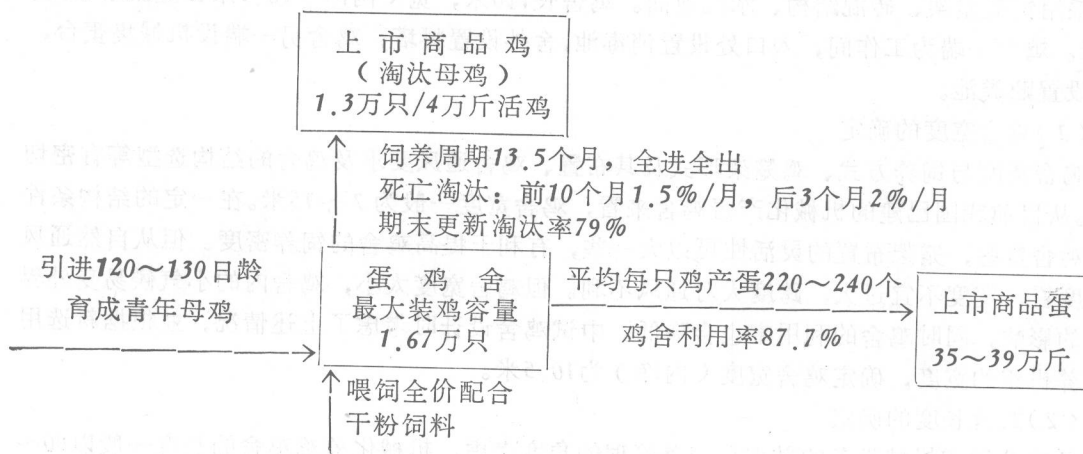 上市商品鸡
（淘汰母鸡）
1.3万只/4万斤活鸡
饲养周期13.5个月，全进全出
死亡淘汰：前10个月1.5%/月，后3个月2%/月
期末更新淘汰率79%
引进120～130日龄
育成青年母鸡
蛋鸡舍
最大装鸡容量
1.67万只
平均每只鸡产蛋220～240个
鸡舍利用率87.7%
上市商品蛋
35～39万斤
喂饲全价配合
干粉饲料